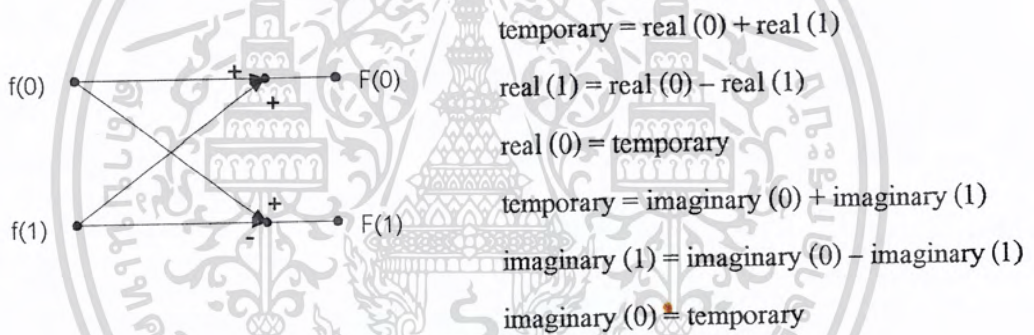 temporary = real (0) + real (1)
f(0) + F(0)
+
real (1) = real (0) – real (1)
real (0) = temporary
temporary = imaginary (0) + imaginary (1)
+
f(1) - F(1)
imaginary (1) = imaginary (0) – imaginary (1)
imaginary (0) = temporary